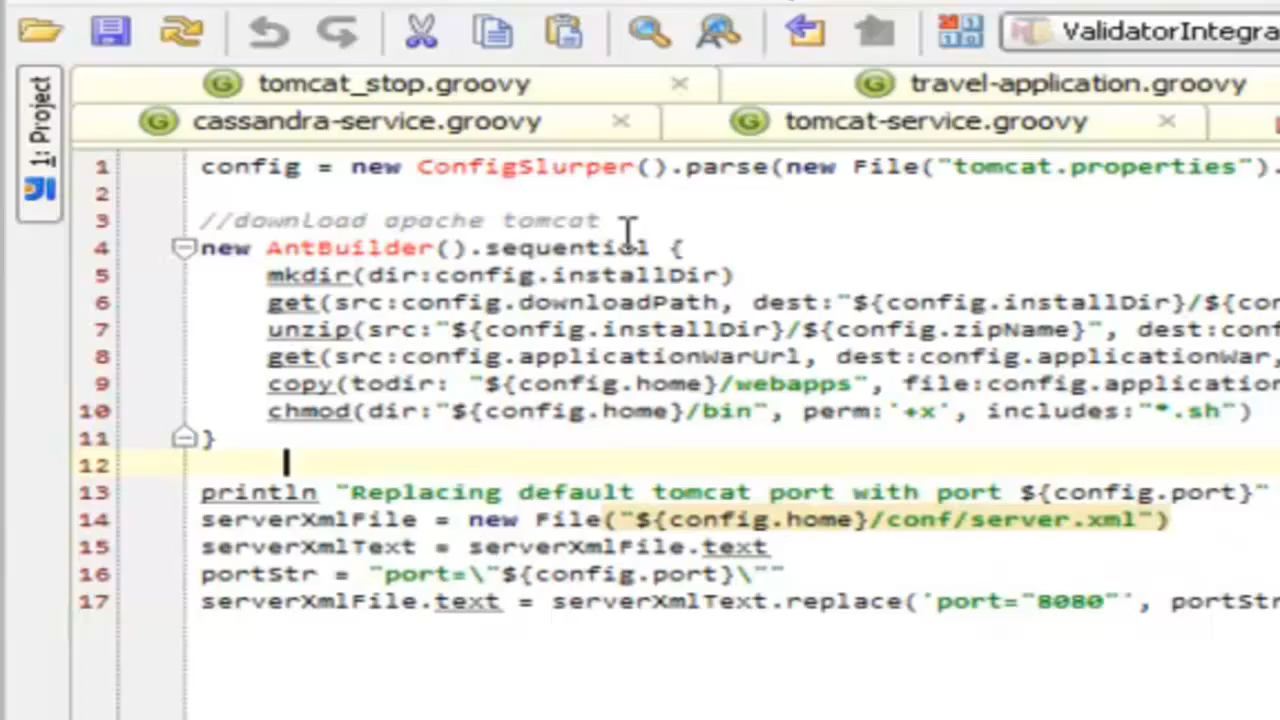 ValidatorIntegra
1: Project
tomcat_stop.groovy
travel-application.groovy
cassandra-service.groovy
tomcat-service.groovy
1 config = new ConfigSlurper().parse(new File("tomcat.properties").
2
3 //download apache tomcat
4 new AntBuilder().sequential {
5 mkdir(dir:config.installDir)
6 get(src:config.downloadPath, dest:"${config.installDir}/${co
7 unzip(src:"${config.installDir}/${config.zipName}", dest:conf
8 get(src:config.applicationWarUrl, dest:config.applicationWar,
9 copy(todir: "${config.home}/webapps", file:config.application
10 chmod(dir:"${config.home}/bin", perm:'+x', includes:"*.sh")
11 }
12
13 println "Replacing default tomcat port with port ${config.port}"
14 serverXmlFile = new File("${config.home}/conf/server.xml")
15 serverXmlText = serverXmlFile.text
16 portStr = "port=\"${config.port}\""
17 serverXmlFile.text = serverXmlText.replace('port="8080"', portStr